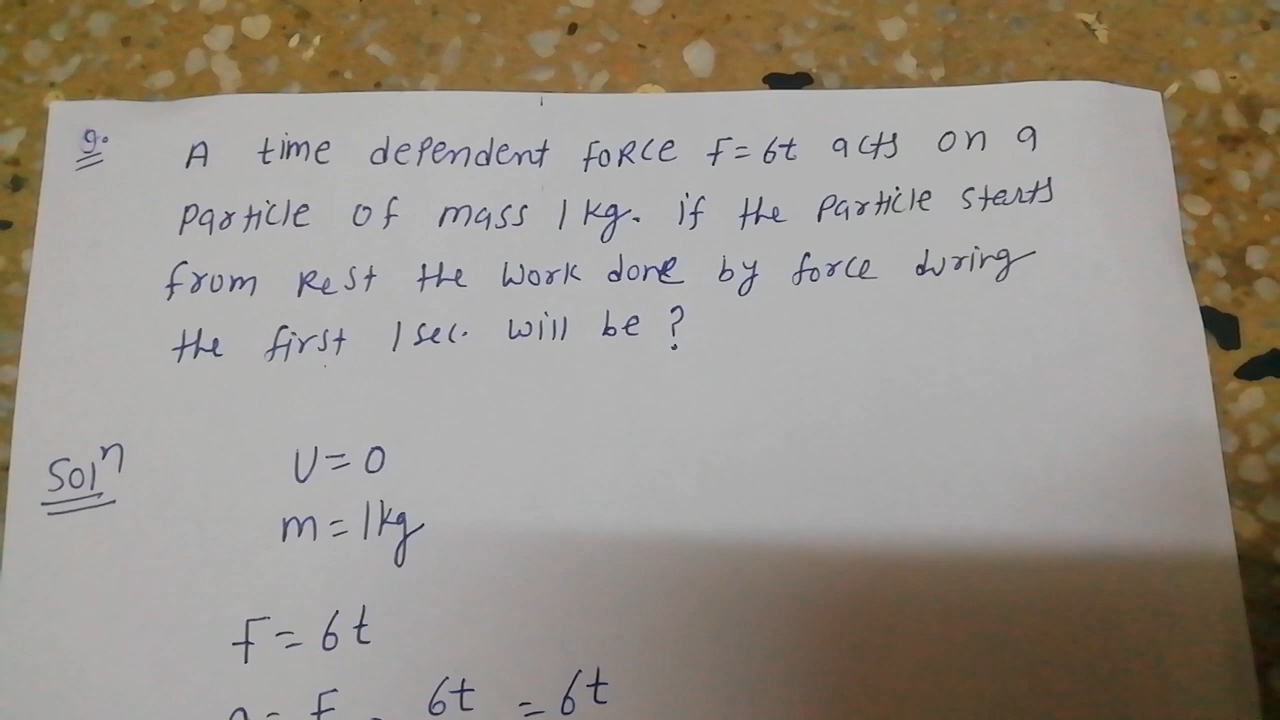 Q.
A time dependent force F=6t acts on a
particle of mass 1 kg. if the particle starts
from Rest the work done by force during
the first 1 sec. will be ?
Solⁿ
U=0
m=1kg
F=6t
a= F 6t =6t